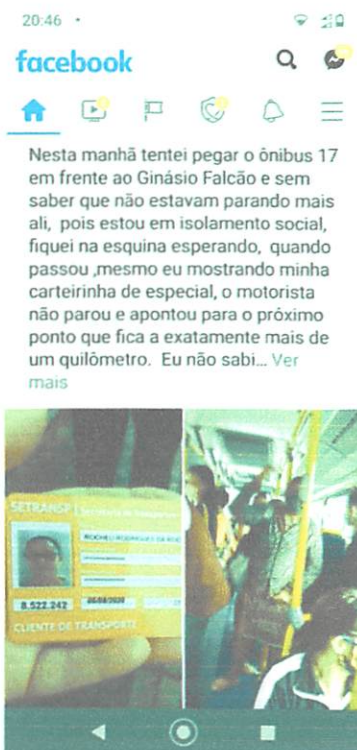 20:46
facebook
Nesta manhã tentei pegar o ônibus 17
em frente ao Ginásio Falcão e sem
saber que não estavam parando mais
ali, pois estou em isolamento social,
fiquei na esquina esperando, quando
passou ,mesmo eu mostrando minha
carteirinha de especial, o motorista
não parou e apontou para o próximo
ponto que fica a exatamente mais de
um quilômetro. Eu não sabi... Ver
mais
SETRANSP
8.522.242
CLIENTE DE TRANSPORTE